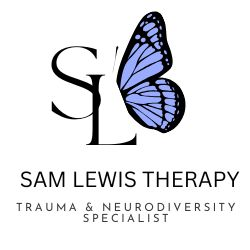 SL
SAM LEWIS THERAPY
TRAUMA & NEURODIVERSITY
SPECIALIST